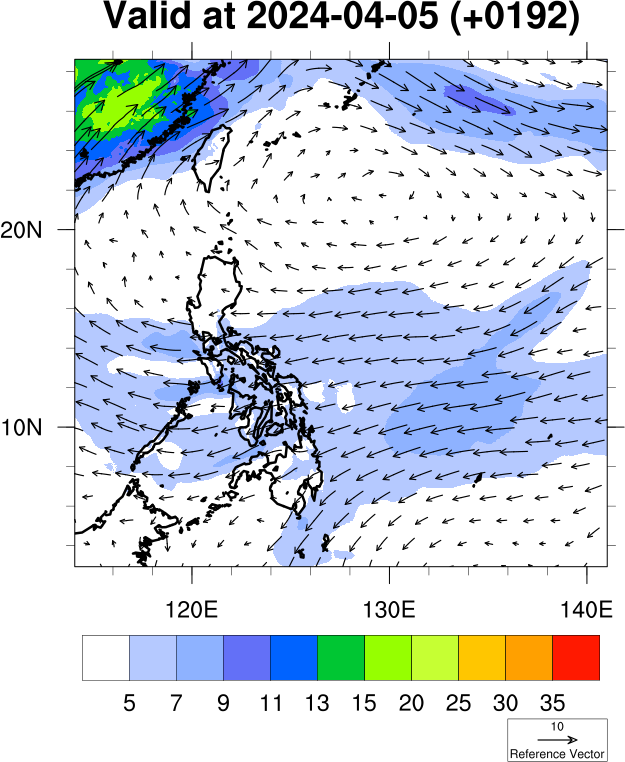 Valid at 2024-04-05 (+0192)
20N
10N
120E 130E 140E
5 7 9 11 13 15 20 25 30 35
10
Reference Vector